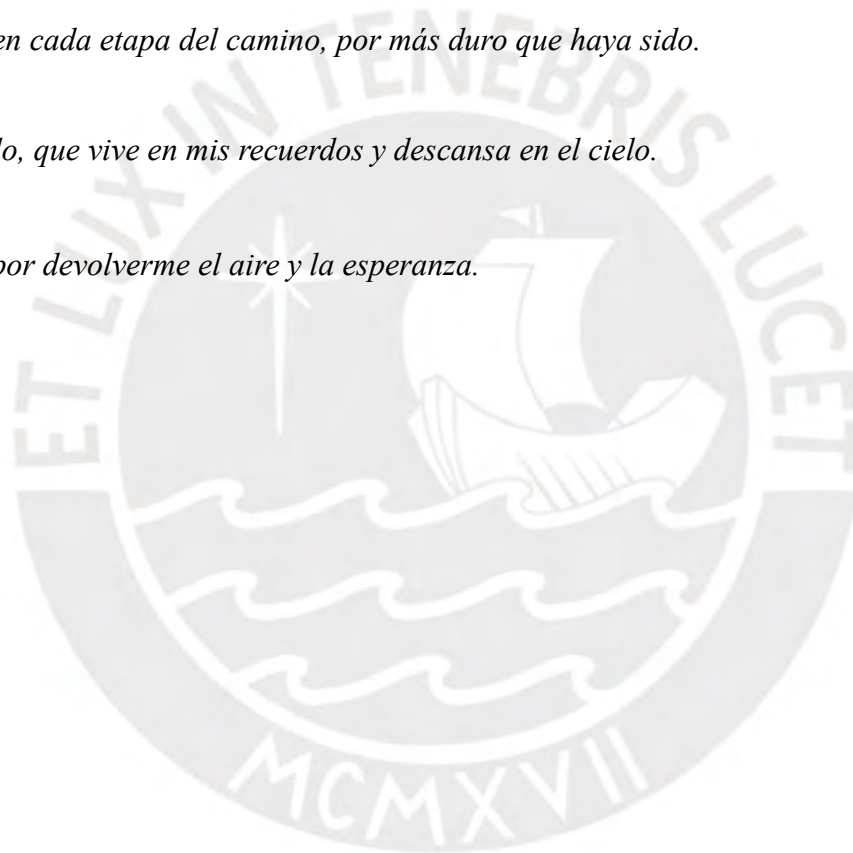 en cada etapa del camino, por más duro que haya sido.
que vive en mis recuerdos y descansa en el cielo.
por devolverme el aire y la esperanza.
ET LUX IN TENEBRIS LUCET
MCMXVII